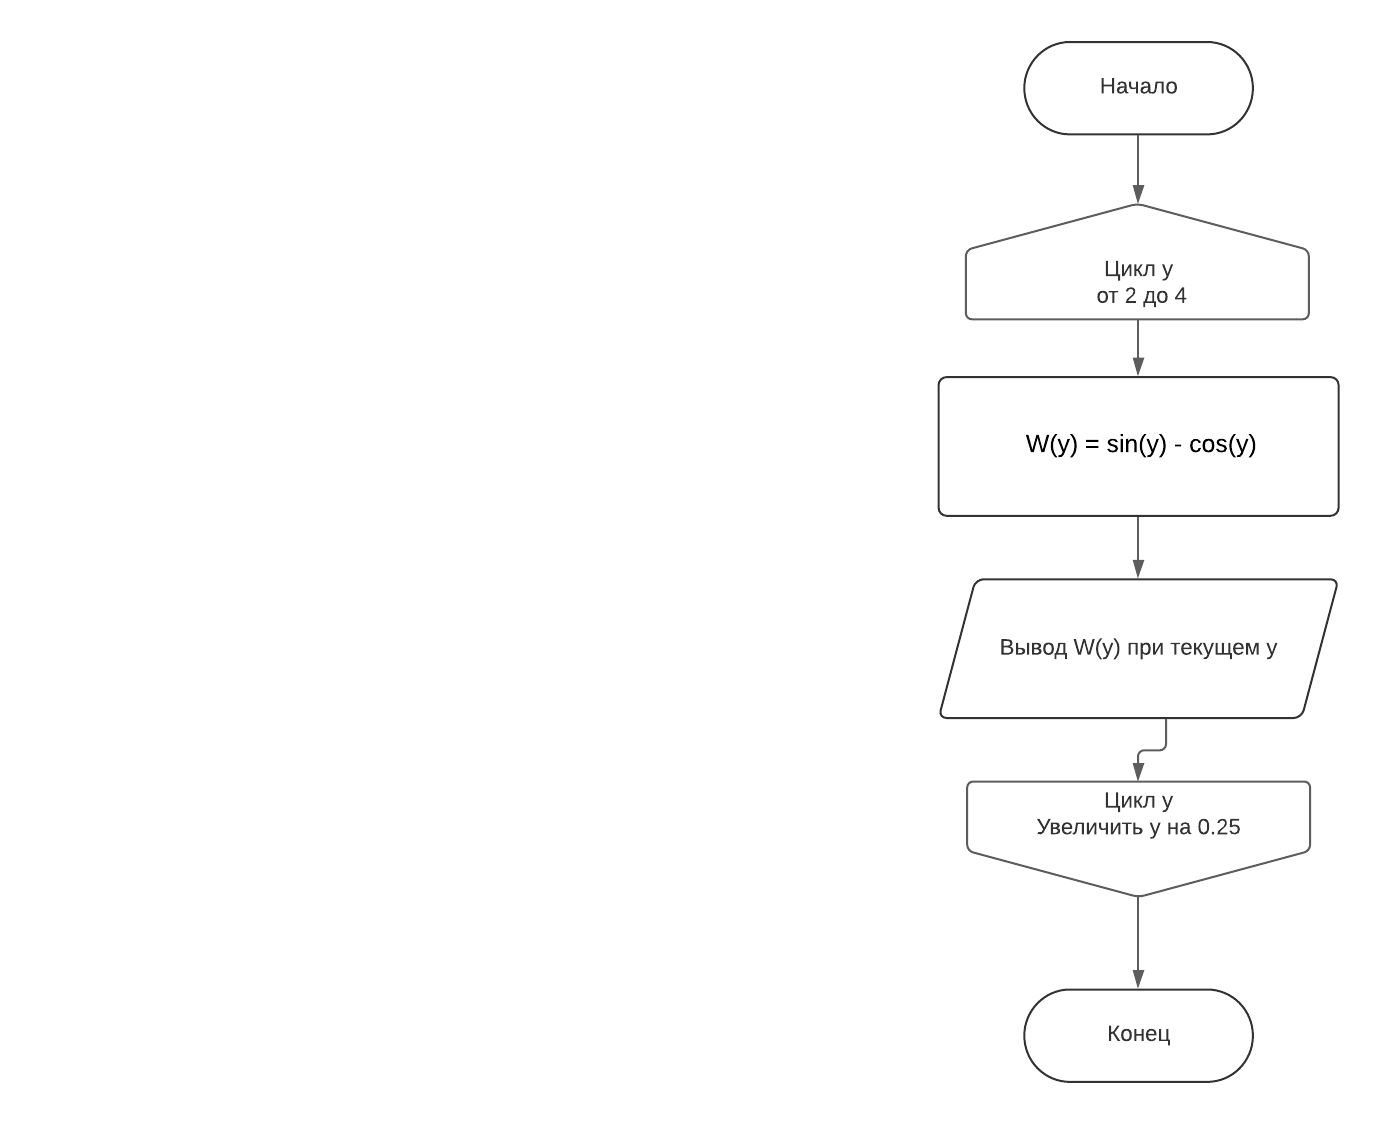 Начало
Цикл y
от 2 до 4
W(y) = sin(y) - cos(y)
Вывод W(y) при текущем y
Цикл y
Увеличить y на 0.25
Конец